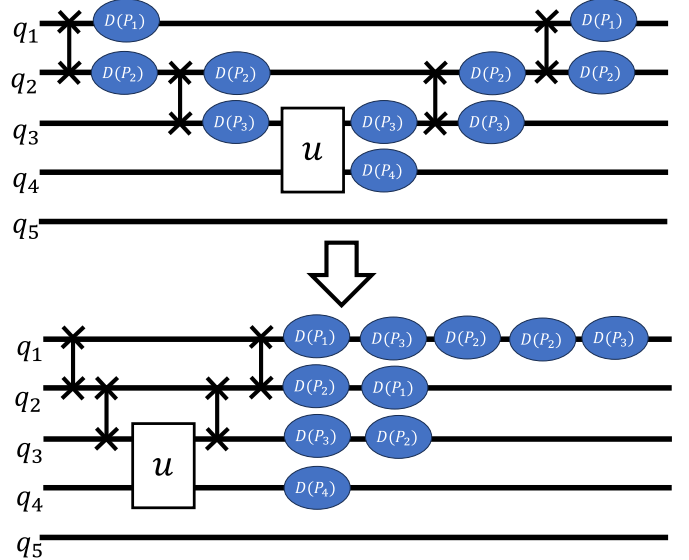 q₁ D(P₁) D(P₁)
q₂ D(P₂) D(P₂) D(P₂) D(P₂)
q₃ D(P₃) u D(P₃) D(P₃)
q₄ D(P₄)
q₅
q₁ D(P₁) D(P₃) D(P₂) D(P₂) D(P₃)
q₂ D(P₂) D(P₁)
q₃ u D(P₃) D(P₂)
q₄ D(P₄)
q₅